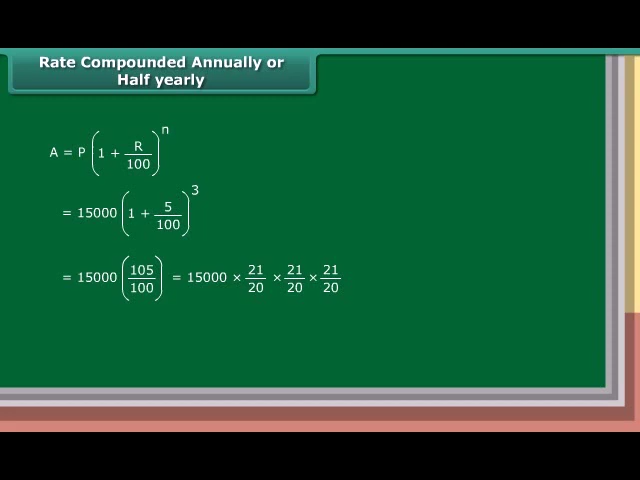 Rate Compounded Annually or
Half yearly
A = P (1 + R/100)^n
= 15000 (1 + 5/100)^3
= 15000 (105/100) = 15000 × 21/20 × 21/20 × 21/20